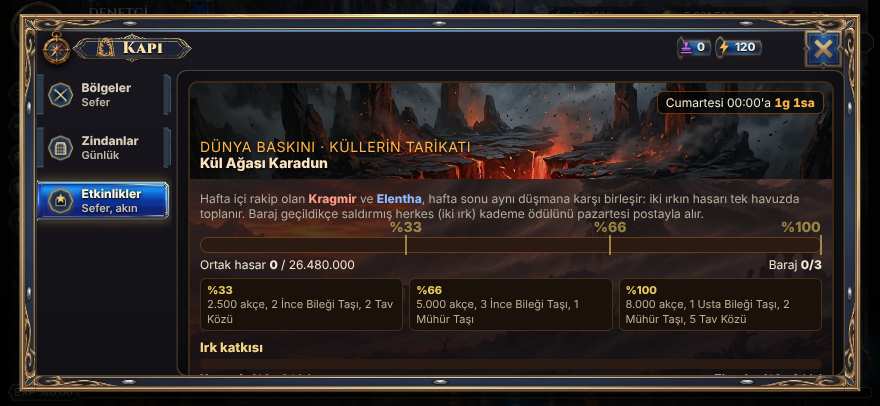 KAPI
0
120
Bölgeler
Sefer
Zindanlar
Günlük
Etkinlikler
Sefer, akın
Cumartesi 00:00'a 1g 1sa
DÜNYA BASKINI · KÜLLERİN TARİKATI
Kül Ağası Karadun
Hafta içi rakip olan Kragmir ve Elentha, hafta sonu aynı düşmana karşı birleşir: iki ırkın hasarı tek havuzda
toplanır. Baraj geçildikçe saldırmış herkes (iki ırk) kademe ödülünü pazartesi postayla alır.
%33 %66 %100
Ortak hasar 0 / 26.480.000 Baraj 0/3
%33
2.500 akçe, 2 İnce Bileği Taşı, 2 Tav
Közü
%66
5.000 akçe, 3 İnce Bileği Taşı, 1
Mühür Taşı
%100
8.000 akçe, 1 Usta Bileği Taşı, 2
Mühür Taşı, 5 Tav Közü
Irk katkısı